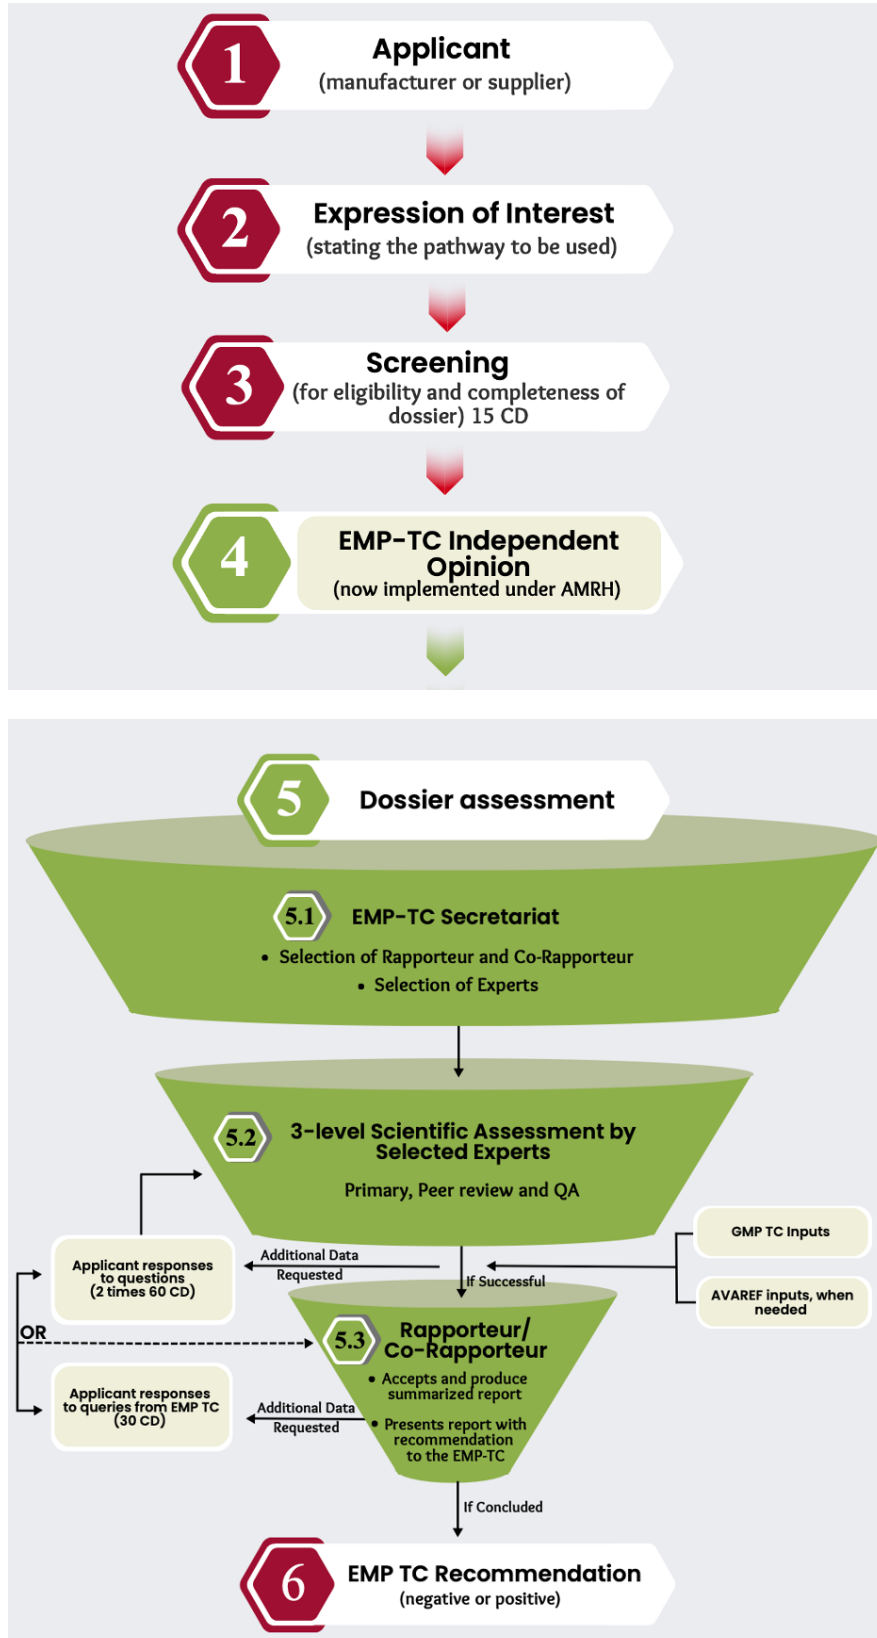 1
Applicant
(manufacturer or supplier)
2
Expression of Interest
(stating the pathway to be used)
3
Screening
(for eligibility and completeness of
dossier) 15 CD
4
EMP-TC Independent
Opinion
(now implemented under AMRH)
5
Dossier assessment
5.1
EMP-TC Secretariat
• Selection of Rapporteur and Co-Rapporteur
• Selection of Experts
5.2
3-level Scientific Assessment by
Selected Experts
Primary, Peer review and QA
GMP TC Inputs
AVAREF inputs, when
needed
Applicant responses
to questions
(2 times 60 CD)
Additional Data
Requested
If Successful
OR
5.3
Rapporteur/
Co-Rapporteur
• Accepts and produce
summarized report
• Presents report with
recommendation
to the EMP-TC
Applicant responses
to queries from EMP TC
(30 CD)
Additional Data
Requested
If Concluded
6
EMP TC Recommendation
(negative or positive)